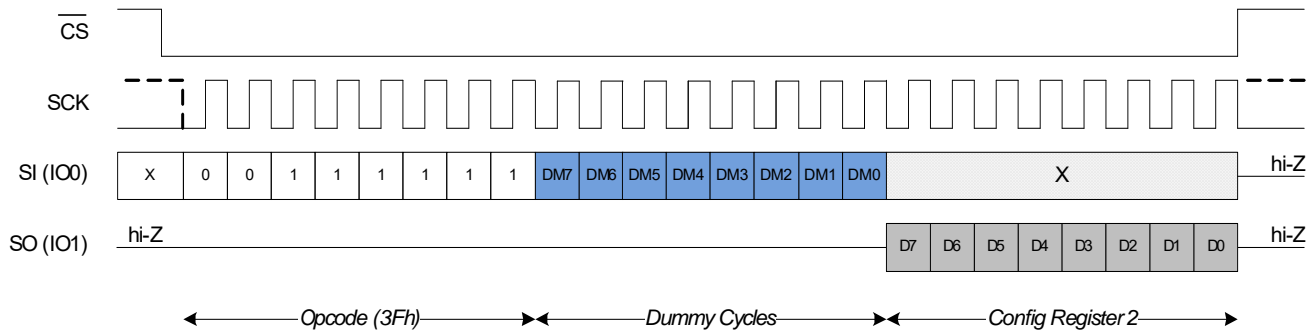 CS
SCK
SI (IO0) X 0 0 1 1 1 1 1 1 DM7 DM6 DM5 DM4 DM3 DM2 DM1 DM0 X hi-Z
SO (IO1) hi-Z D7 D6 D5 D4 D3 D2 D1 D0 hi-Z
Opcode (3Fh) Dummy Cycles Config Register 2